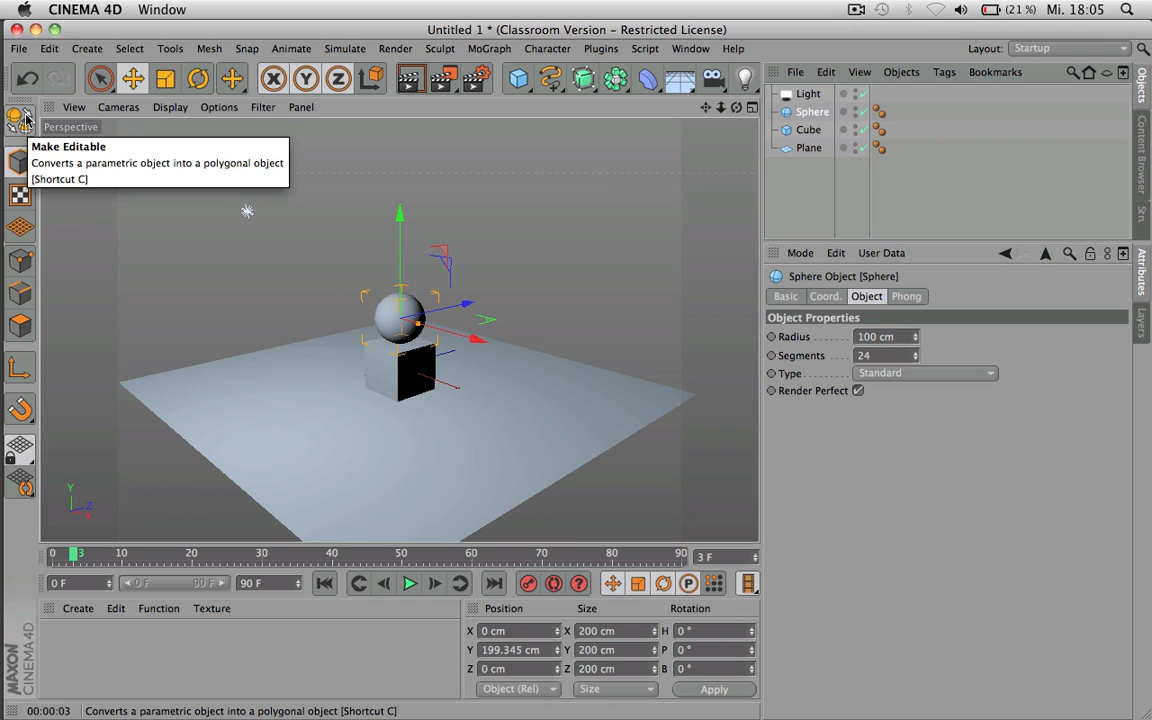 CINEMA 4D Window (21 %) Mi. 18:05
Untitled 1 * (Classroom Version - Restricted License)
File Edit Create Select Tools Mesh Snap Animate Simulate Render Sculpt MoGraph Character Plugins Script Window Help Layout: Startup
X Y Z
File Edit View Objects Tags Bookmarks
View Cameras Display Options Filter Panel
Perspective
Make Editable
Converts a parametric object into a polygonal object
[Shortcut C]
Light
Sphere
Cube
Plane
Objects
Content Browser
Str
Mode Edit User Data
Sphere Object [Sphere]
Basic Coord. Object Phong
Object Properties
Radius 100 cm
Segments 24
Type Standard
Render Perfect
Attributes
Layers
Y
Z
X
0 3 10 20 30 40 50 60 70 80 90 3 F
0 F 0 F 90 F 90 F P
Create Edit Function Texture
Position Size Rotation
X 0 cm X 200 cm H 0 °
Y 199.345 cm Y 200 cm P 0 °
Z 0 cm Z 200 cm B 0 °
Object (Rel) Size Apply
MAXON
CINEMA 4D
00:00:03 Converts a parametric object into a polygonal object [Shortcut C]